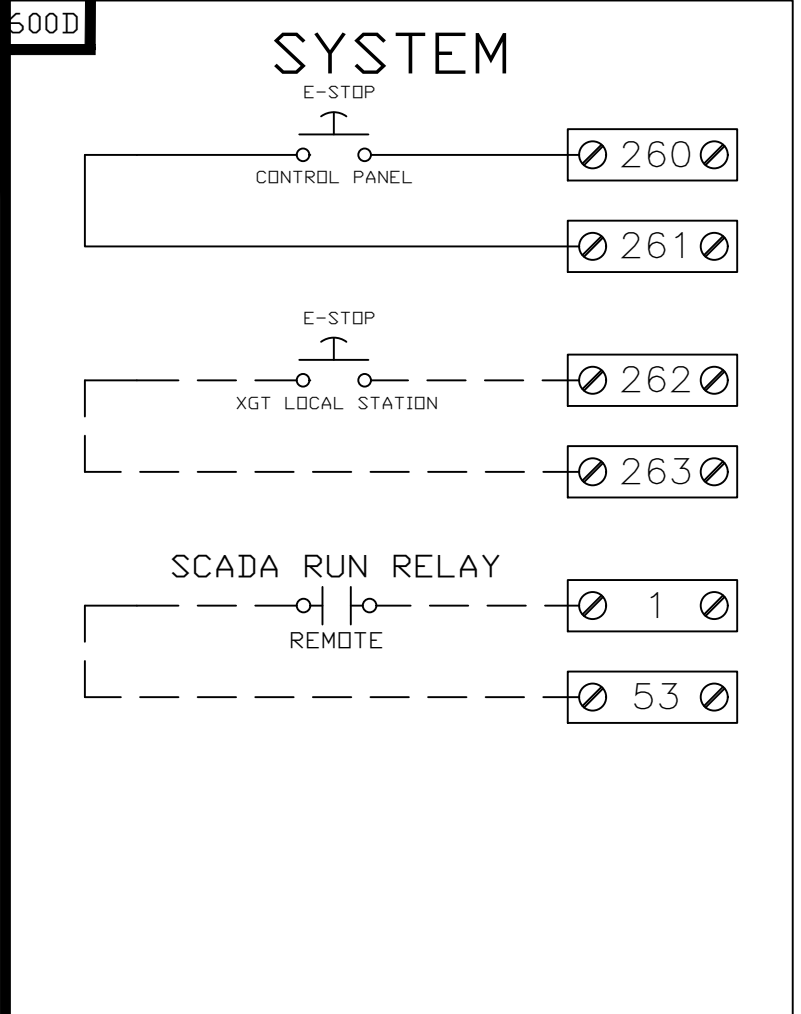 600D
SYSTEM
E-STOP
260
CONTROL PANEL
261
E-STOP
262
XGT LOCAL STATION
263
SCADA RUN RELAY
1
REMOTE
53